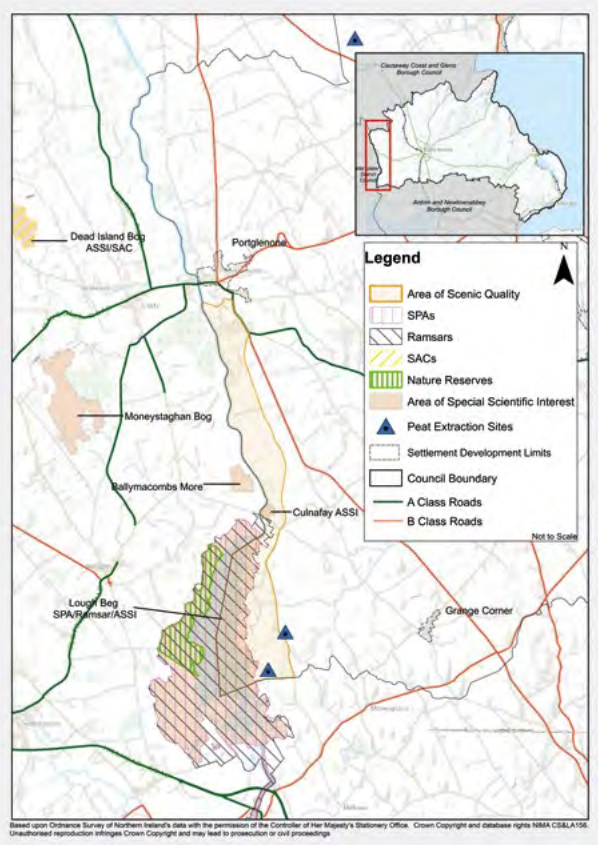 Causeway Coast and Glens
Borough Council
Antrim and Newtownabbey
Borough Council
Dead Island Bog
ASSI/SAC
Portglenone
N
Legend
Area of Scenic Quality
SPAs
Ramsars
SACs
Nature Reserves
Area of Special Scientific Interest
Peat Extraction Sites
Settlement Development Limits
Council Boundary
A Class Roads
B Class Roads
Not to Scale
Moneystaghan Bog
Ballymacombs More
Culnafay ASSI
Lough Beg
SPA/Ramsar/ASSI
Grange Corner
Based upon Ordnance Survey of Northern Ireland's data with the permission of the Controller of Her Majesty's Stationery Office. Crown Copyright and database rights NIMA CS&LA156.
Unauthorised reproduction infringes Crown Copyright and may lead to prosecution or civil proceedings